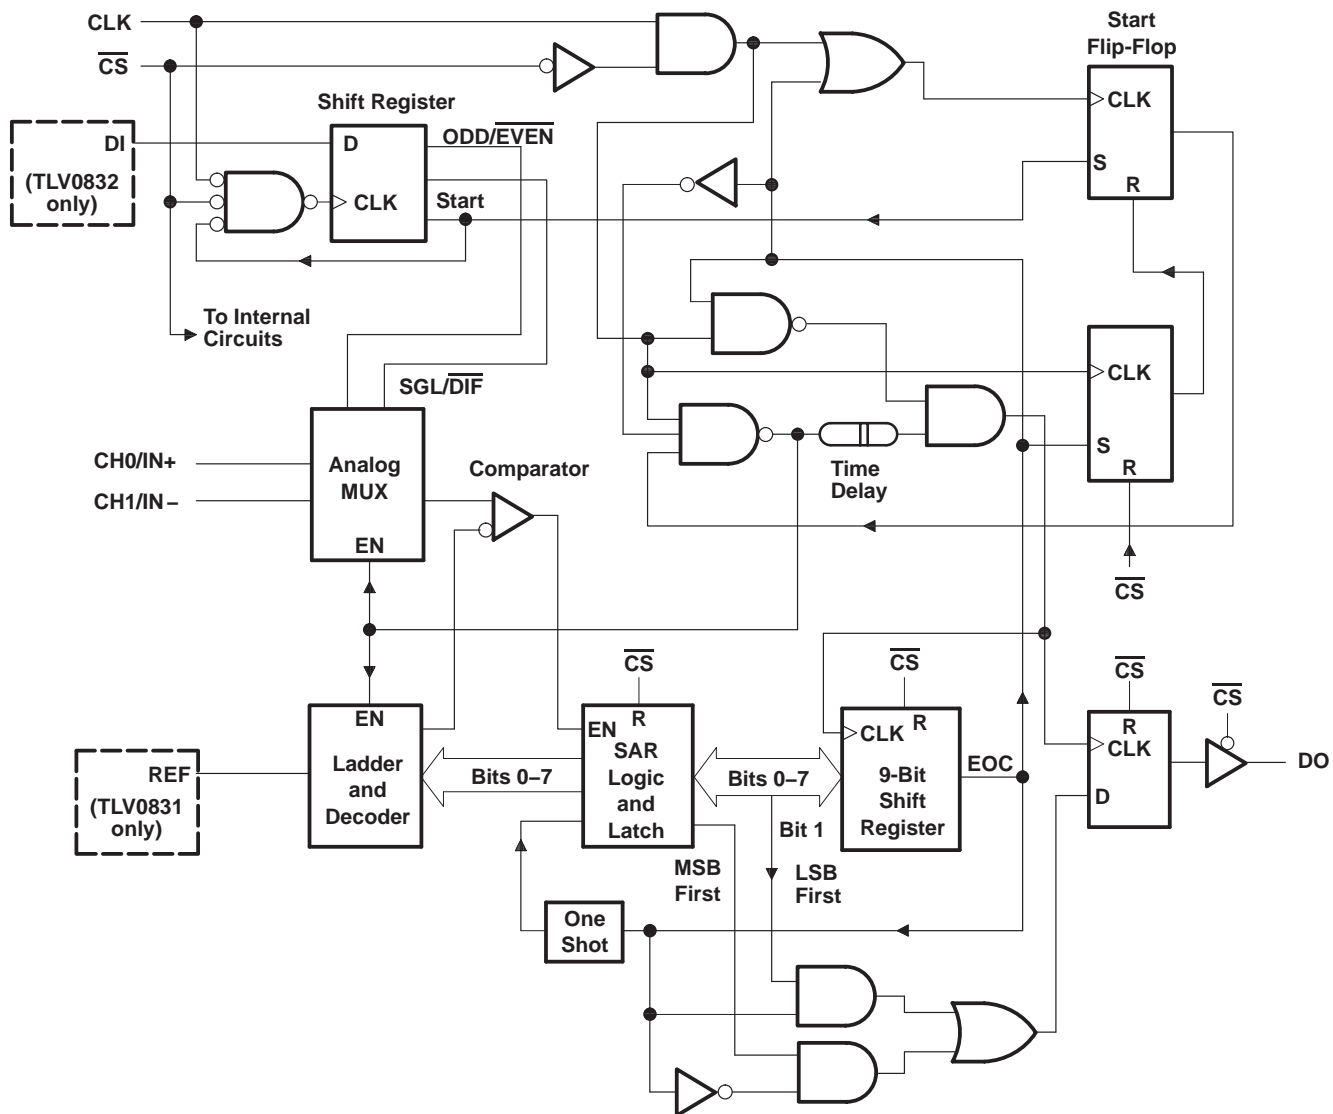 CLK
CS
Start
Flip-Flop
CLK
S
R
Shift Register
DI
(TLV0832
only)
D
CLK
ODD/EVEN
Start
To Internal
Circuits
SGL/DIF
CLK
S
R
CS
CH0/IN+
CH1/IN –
Analog
MUX
EN
Comparator
Time
Delay
CS
CS
CS
CS
REF
(TLV0831
only)
EN
Ladder
and
Decoder
Bits 0–7
EN
R
SAR
Logic
and
Latch
Bits 0–7
CLK
R
9-Bit
Shift
Register
EOC
R
CLK
D
DO
Bit 1
MSB
First
LSB
First
One
Shot